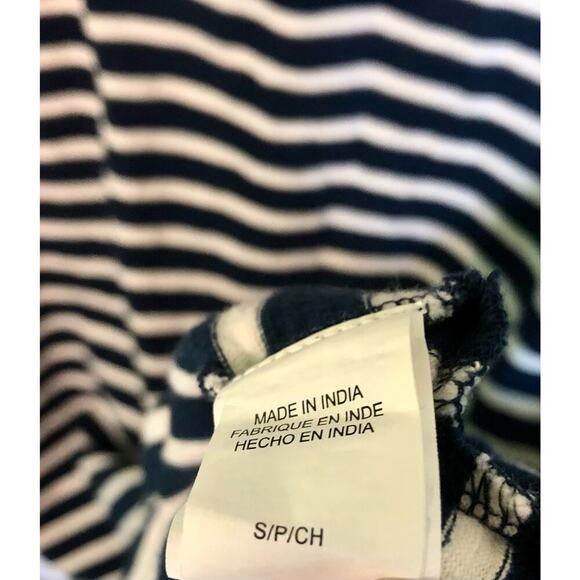 MADE IN INDIA
FABRIQUE EN INDE
HECHO EN INDIA
S/P/CH